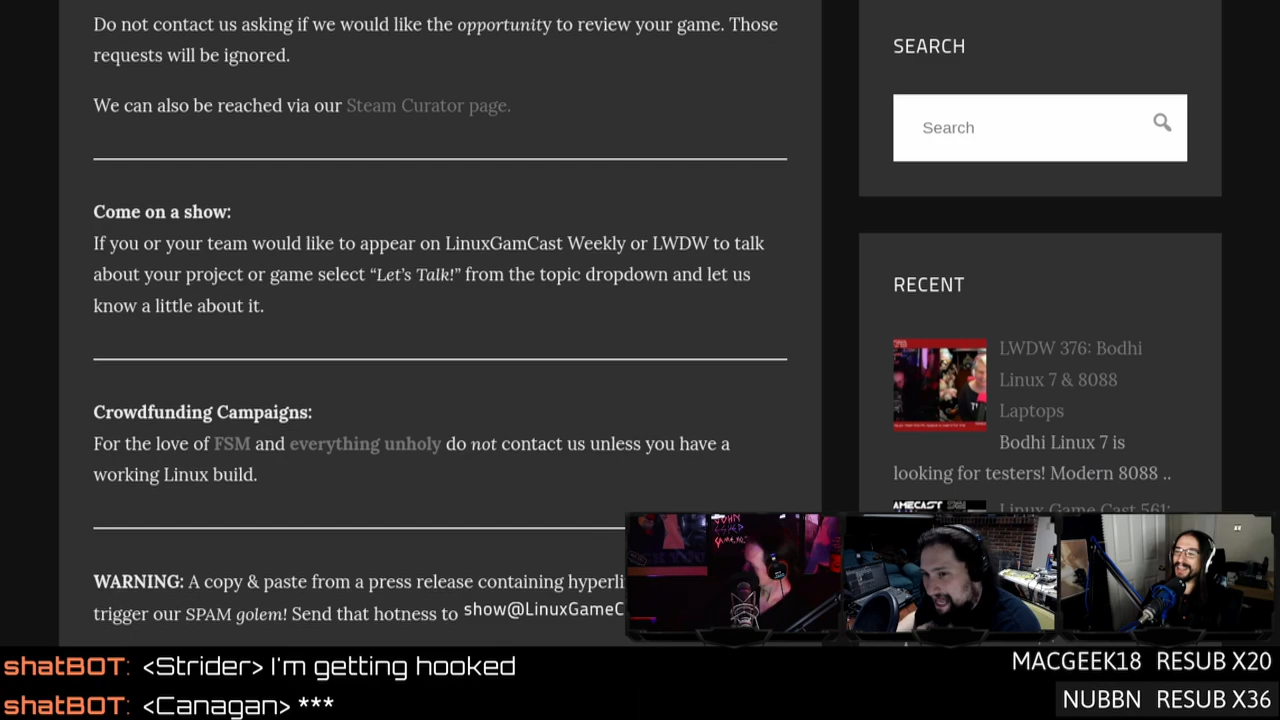 Do not contact us asking if we would like the opportunity to review your game. Those
requests will be ignored.
We can also be reached via our Steam Curator page.
Come on a show:
If you or your team would like to appear on LinuxGamCast Weekly or LWDW to talk
about your project or game select “Let’s Talk!” from the topic dropdown and let us
know a little about it.
Crowdfunding Campaigns:
For the love of FSM and everything unholy do not contact us unless you have a
working Linux build.
WARNING: A copy & paste from a press release containing hyperli
trigger our SPAM golem! Send that hotness to show@LinuxGameC
SEARCH
Search
RECENT
LWDW 376: Bodhi
Linux 7 & 8088
Laptops
Bodhi Linux 7 is
looking for testers! Modern 8088 ..
Linux Game Cast 561:
shatBOT: <Strider> I'm getting hooked
shatBOT: <Canagan> ***
MACGEEK18 RESUB X20
NUBBN RESUB X36